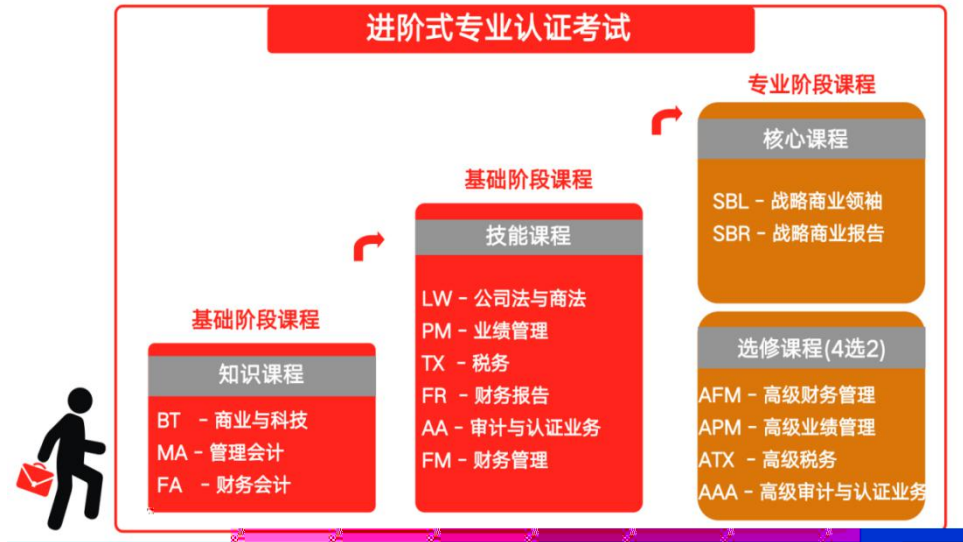 进阶式专业认证考试
专业阶段课程
核心课程
SBL - 战略商业领袖
SBR - 战略商业报告
基础阶段课程
技能课程
LW - 公司法与商法
PM - 业绩管理
TX - 税务
FR - 财务报告
AA - 审计与认证业务
FM - 财务管理
基础阶段课程
知识课程
BT - 商业与科技
MA - 管理会计
FA - 财务会计
选修课程(4选2)
AFM - 高级财务管理
APM - 高级业绩管理
ATX - 高级税务
AAA - 高级审计与认证业务